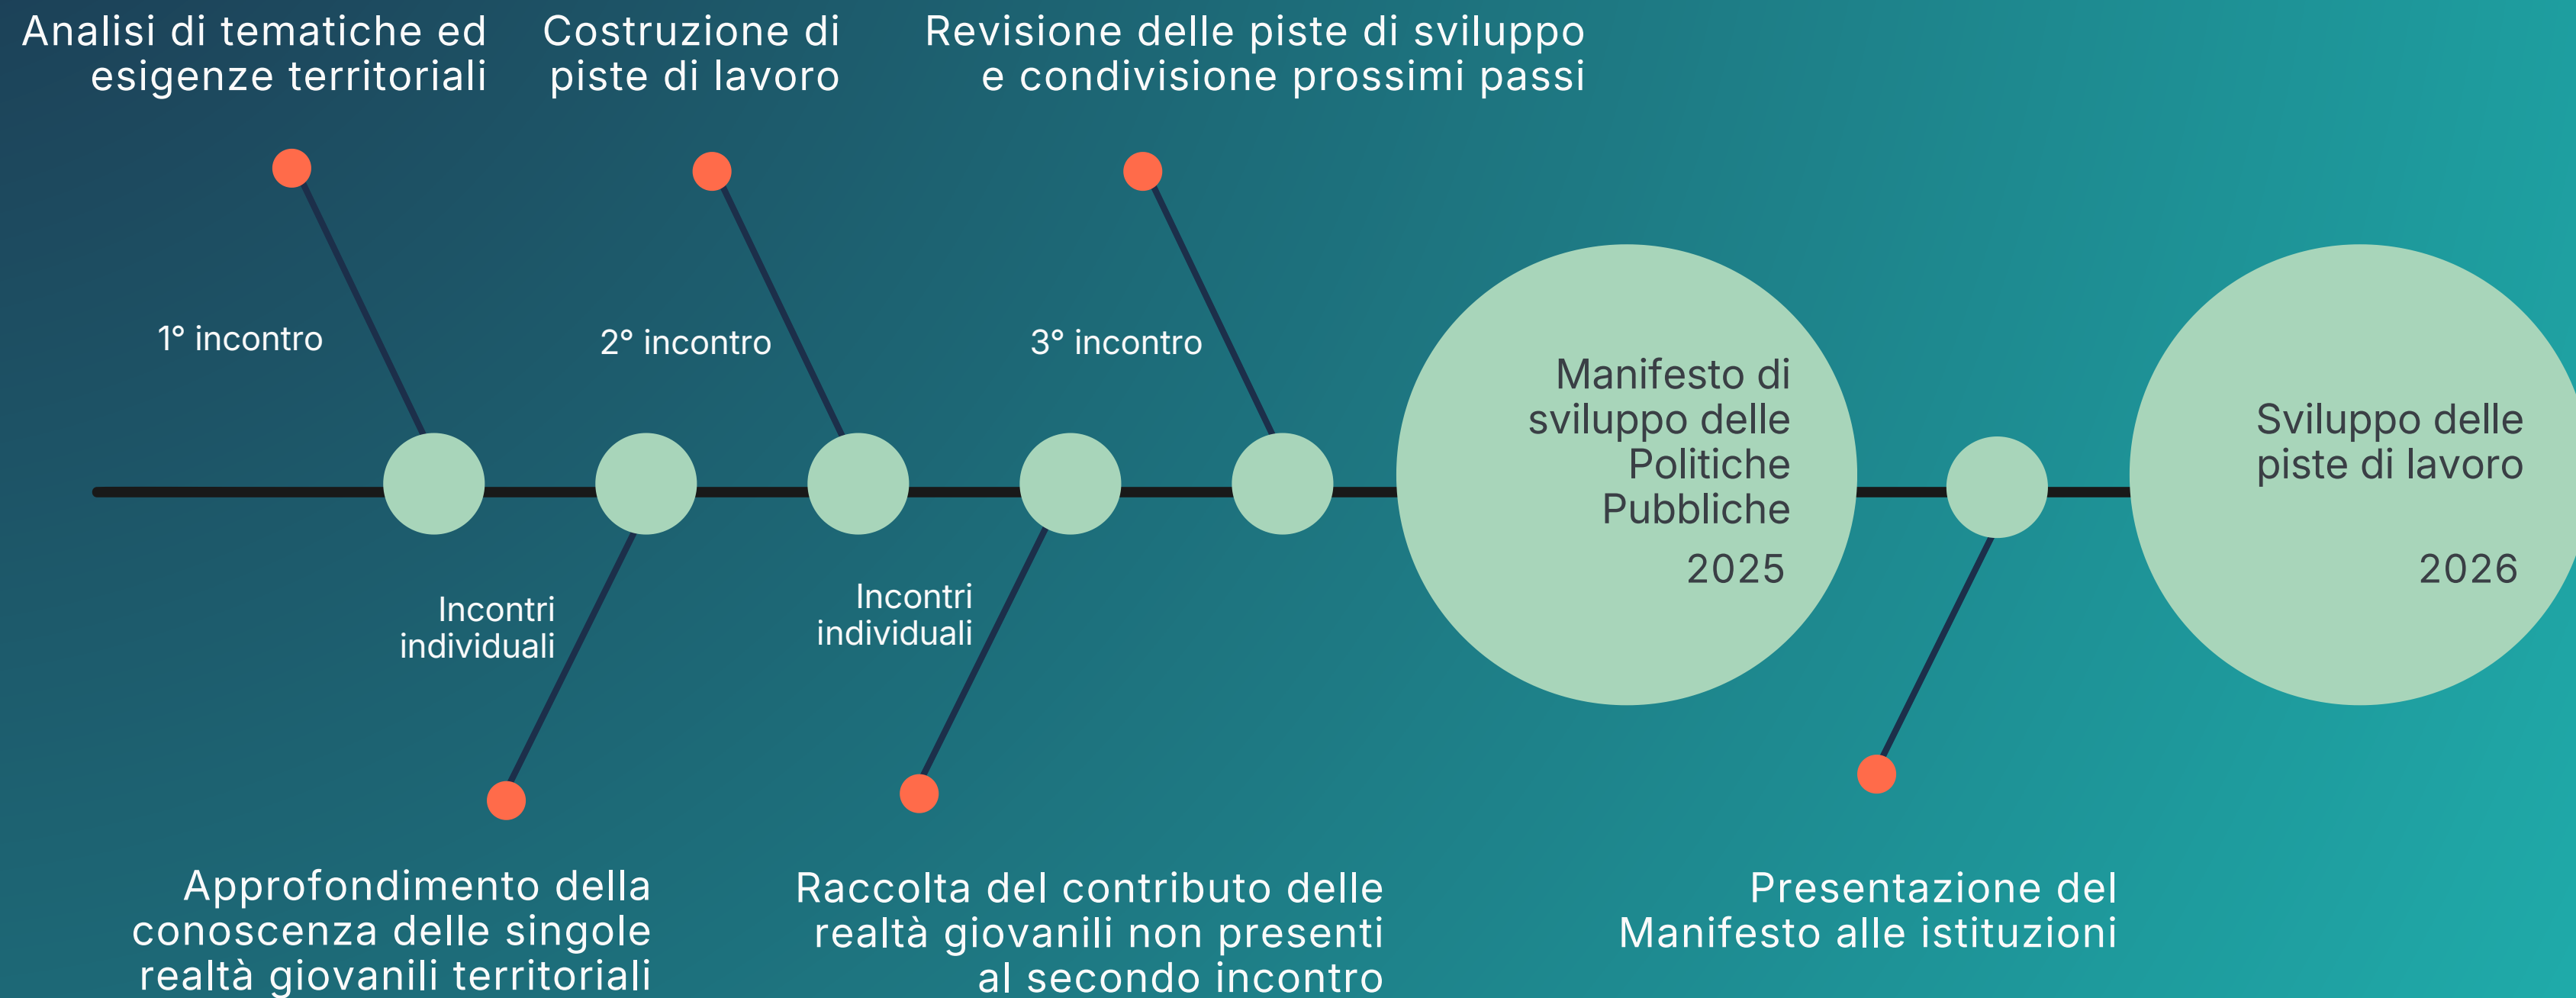 Analisi di tematiche ed
esigenze territoriali
Costruzione di
piste di lavoro
Revisione delle piste di sviluppo
e condivisione prossimi passi
1° incontro
2° incontro
3° incontro
Manifesto di
sviluppo delle
Politiche
Pubbliche
2025
Sviluppo delle
piste di lavoro
2026
Incontri
individuali
Incontri
individuali
Approfondimento della
conoscenza delle singole
realtà giovanili territoriali
Raccolta del contributo delle
realtà giovanili non presenti
al secondo incontro
Presentazione del
Manifesto alle istituzioni